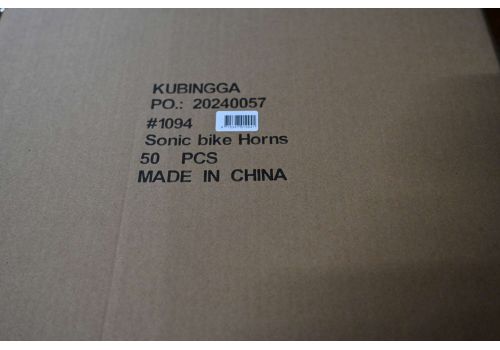 KUBINGGA
PO.: 20240057
#1094
Sonic bike Horns
50 PCS
MADE IN CHINA